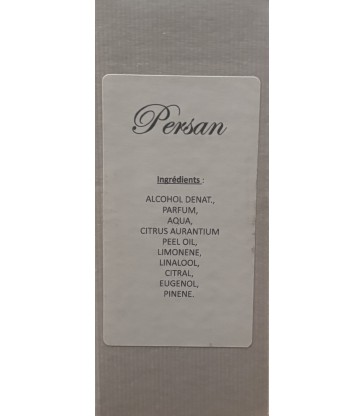 Persan
Ingrédients :
ALCOHOL DENAT.,
PARFUM,
AQUA,
CITRUS AURANTIUM
PEEL OIL,
LIMONENE,
LINALOOL,
CITRAL,
EUGENOL,
PINENE.